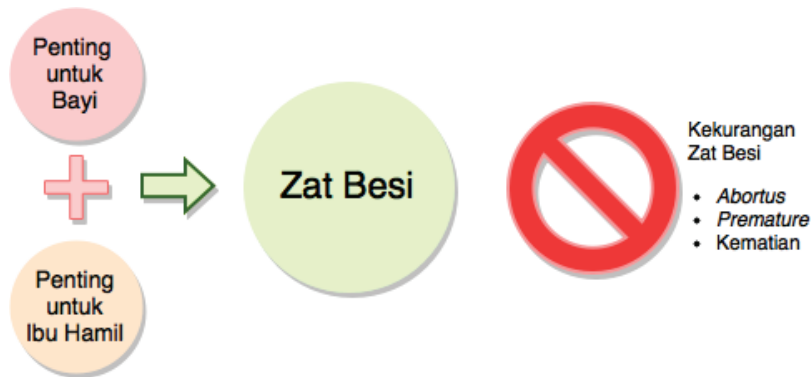 Penting
untuk
Bayi
Penting
untuk
Ibu Hamil
Zat Besi
Kekurangan
Zat Besi
• Abortus
• Premature
• Kematian